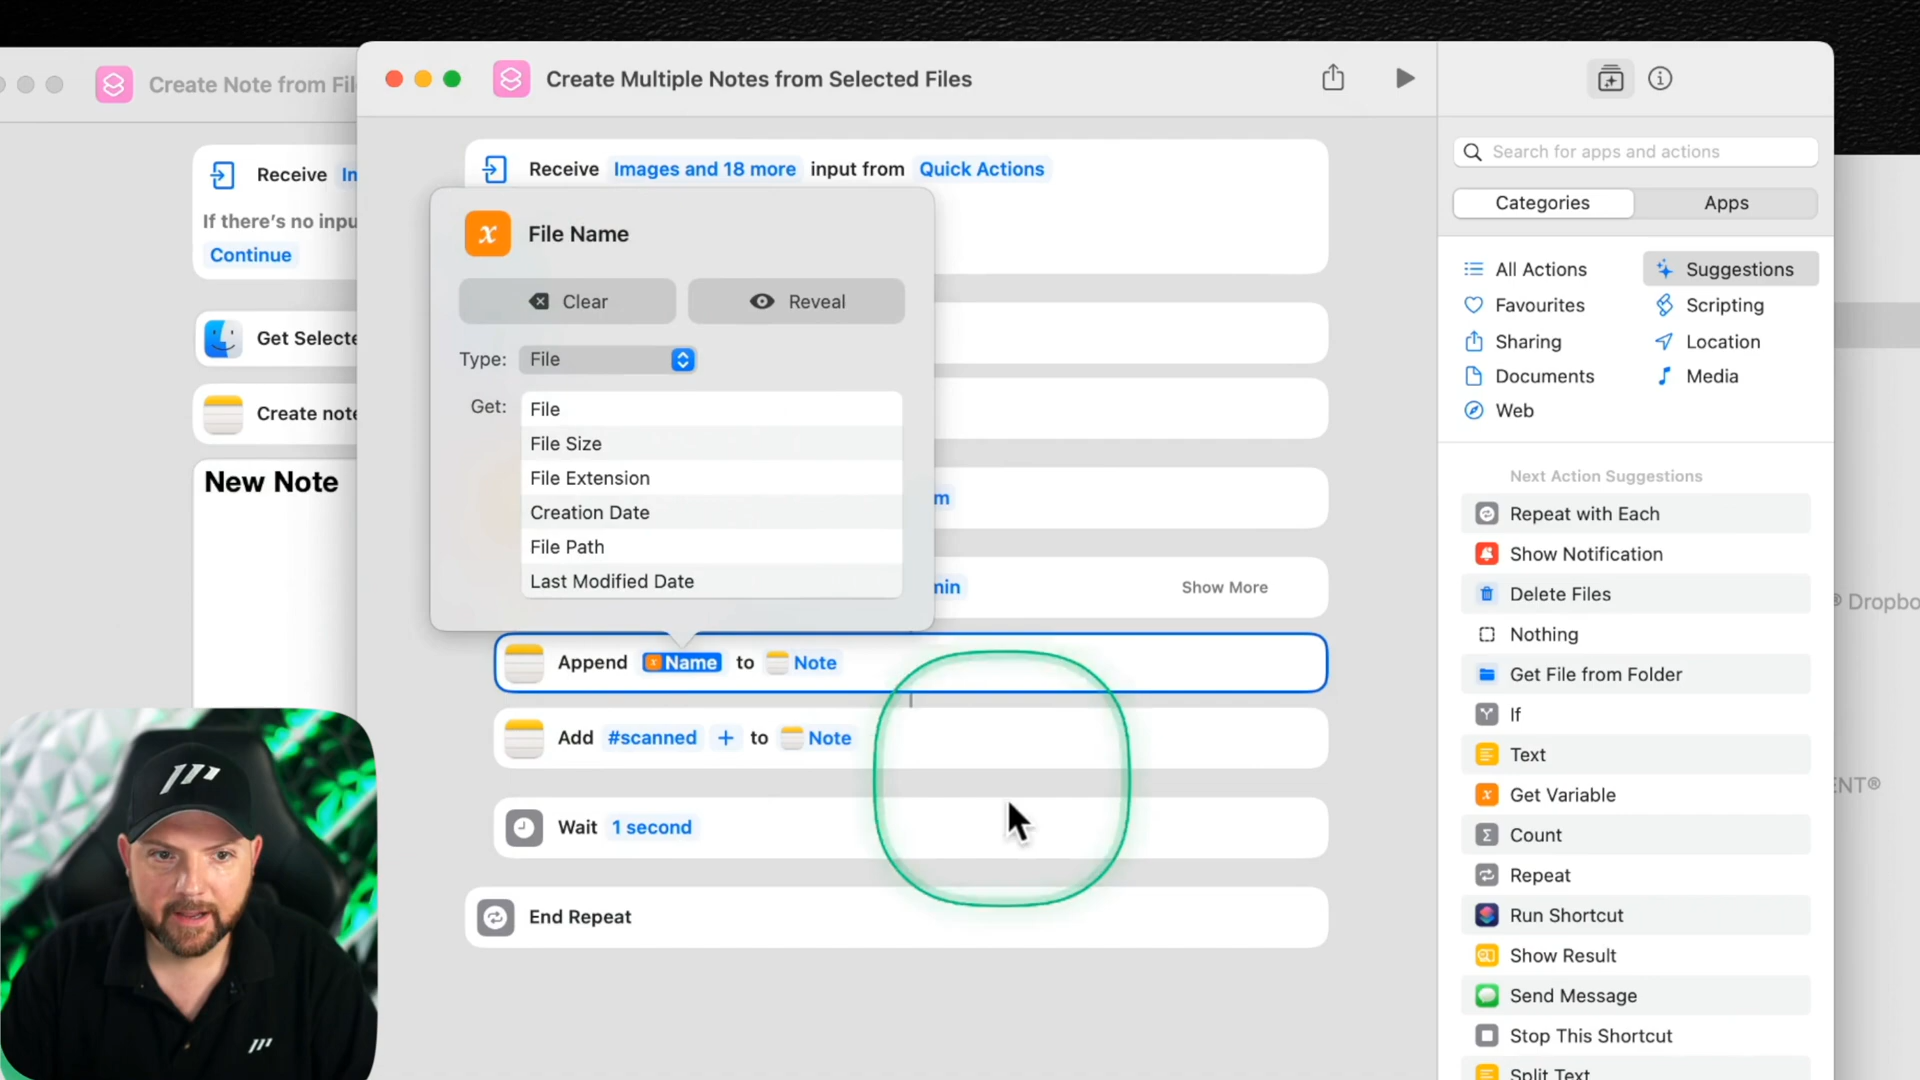 Create Note from Fil
Create Multiple Notes from Selected Files
Receive In
If there's no inpu
Continue
Get Selecte
Create note
New Note
Receive Images and 18 more input from Quick Actions
File Name
Clear
Reveal
Type: File
Get: File
File Size
File Extension
Creation Date
File Path
Last Modified Date
m
min
Show More
Append Name to Note
Add #scanned + to Note
Wait 1 second
End Repeat
Search for apps and actions
Categories
Apps
All Actions
Suggestions
Favourites
Scripting
Sharing
Location
Documents
Media
Web
Next Action Suggestions
Repeat with Each
Show Notification
Delete Files
Nothing
Get File from Folder
If
Text
Get Variable
Count
Repeat
Run Shortcut
Show Result
Send Message
Stop This Shortcut
Split Text
® Dropbo
ENT®